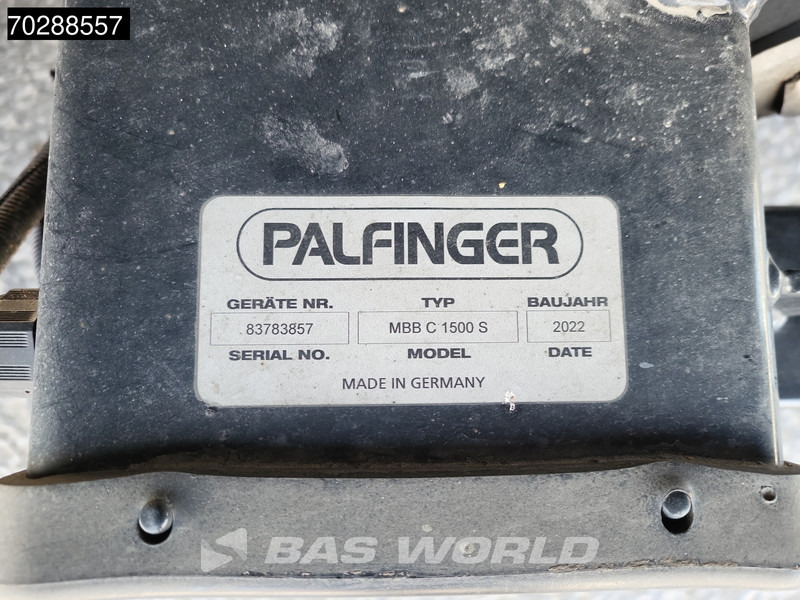 70288557
PALFINGER
GERÄTE NR. TYP BAUJAHR
83783857 MBB C 1500 S 2022
SERIAL NO. MODEL DATE
MADE IN GERMANY
BAS WORLD